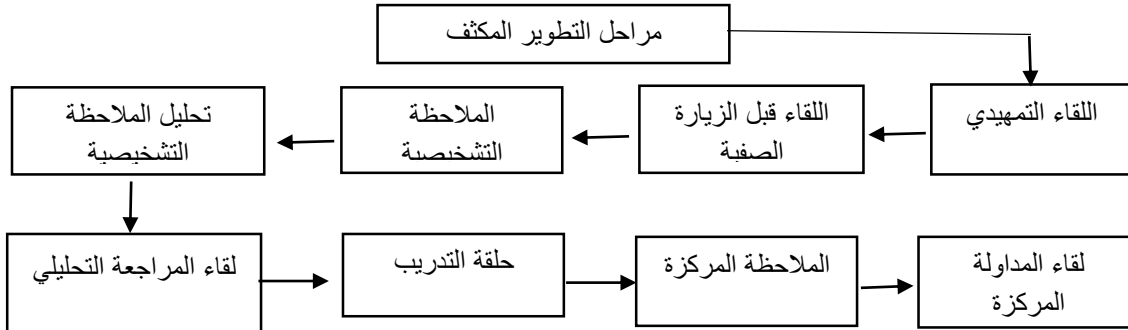 مراحل التطوير المكثف
اللقاء التمهيدي
اللقاء قبل الزيارة
الصفية
الملاحظة
التشخيصية
تحليل الملاحظة
التشخيصية
لقاء المراجعة التحليلي
حلقة التدريب
الملاحظة المركزة
لقاء المداولة
المركزة